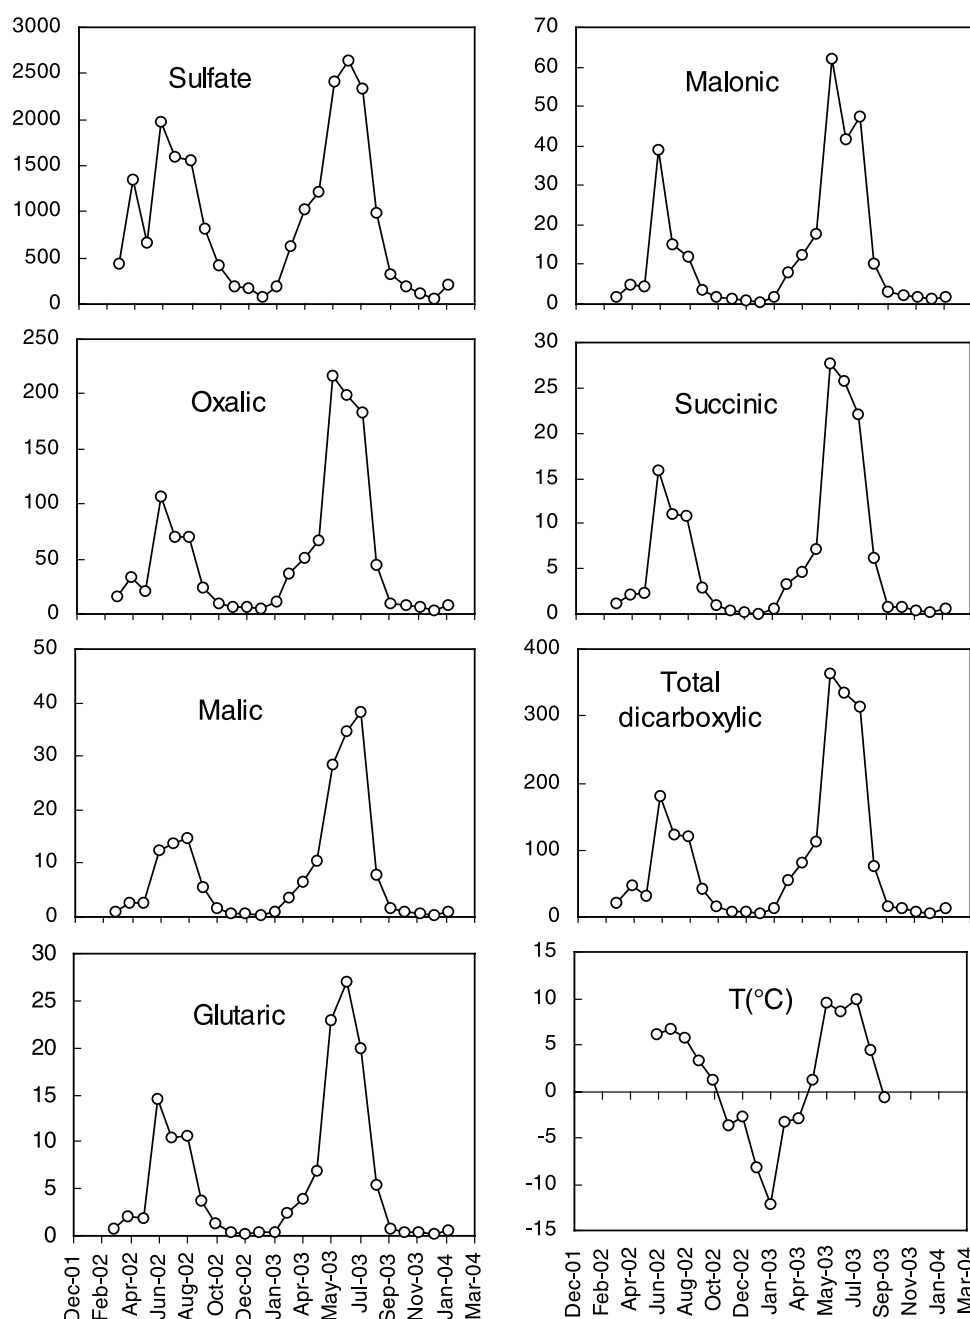 3000
2500
2000
1500
1000
500
0
Sulfate
70
60
50
40
30
20
10
0
Malonic
250
200
150
100
50
0
Oxalic
30
25
20
15
10
5
0
Succinic
50
40
30
20
10
0
Malic
400
300
200
100
0
Total
dicarboxylic
30
25
20
15
10
5
0
Glutaric
Dec-01
Feb-02
Apr-02
Jun-02
Aug-02
Oct-02
Dec-02
Jan-03
Mar-03
May-03
Jul-03
Sep-03
Nov-03
Jan-04
Mar-04
15
10
5
0
-5
-10
-15
T(°C)
Dec-01
Feb-02
Apr-02
Jun-02
Aug-02
Oct-02
Dec-02
Jan-03
Mar-03
May-03
Jul-03
Sep-03
Nov-03
Jan-04
Mar-04